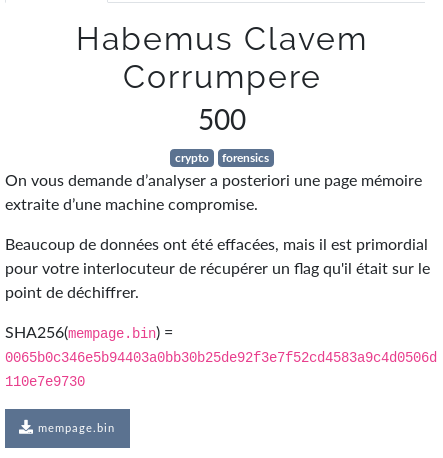 Habemus Clavem
Corrumpere
500
crypto forensics
On vous demande d’analyser a posteriori une page mémoire
extraite d’une machine compromise.
Beaucoup de données ont été effacées, mais il est primordial
pour votre interlocuteur de récupérer un flag qu'il était sur le
point de déchiffrer.
SHA256(mempage.bin) =
0065b0c346e5b94403a0bb30b25de92f3e7f52cd4583a9c4d0506d
110e7e9730
mempage.bin